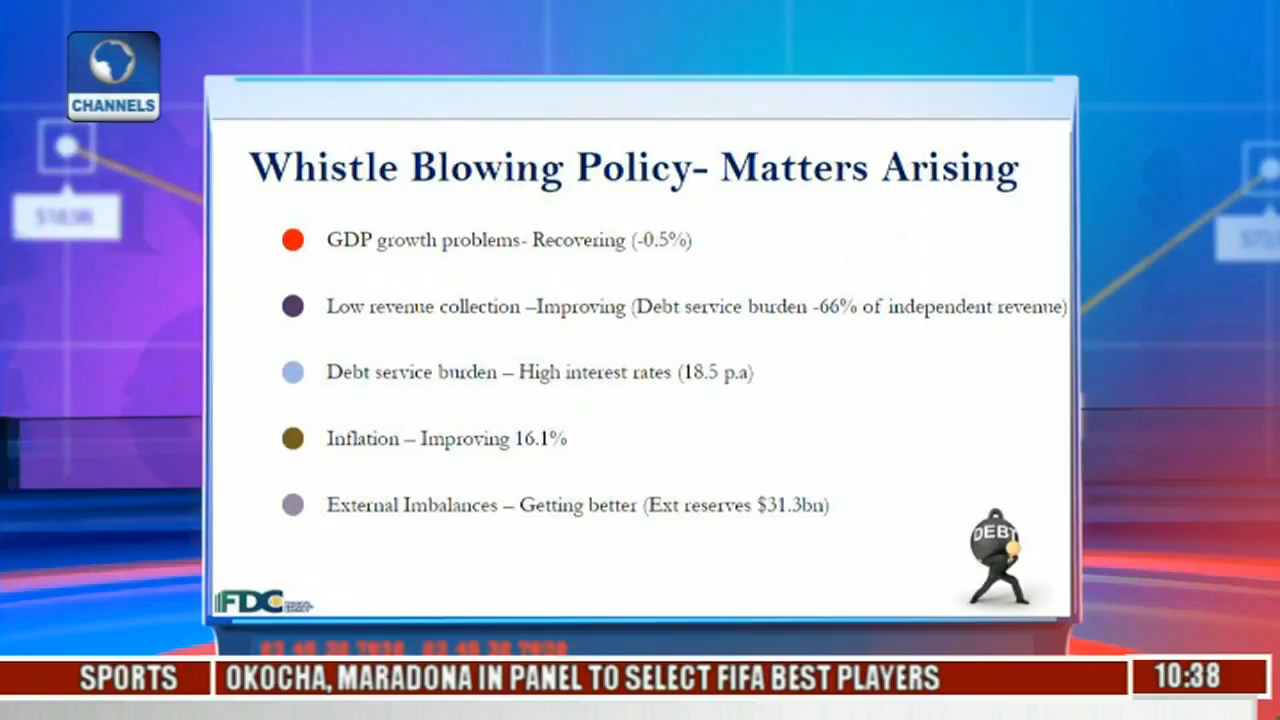 CHANNELS
Whistle Blowing Policy- Matters Arising
GDP growth problems- Recovering (-0.5%)
Low revenue collection –Improving (Debt service burden -66% of independent revenue)
Debt service burden – High interest rates (18.5 p.a)
Inflation – Improving 16.1%
External Imbalances – Getting better (Ext reserves $31.3bn)
DEBT
FDC
SPORTS OKOCHA, MARADONA IN PANEL TO SELECT FIFA BEST PLAYERS 10:38